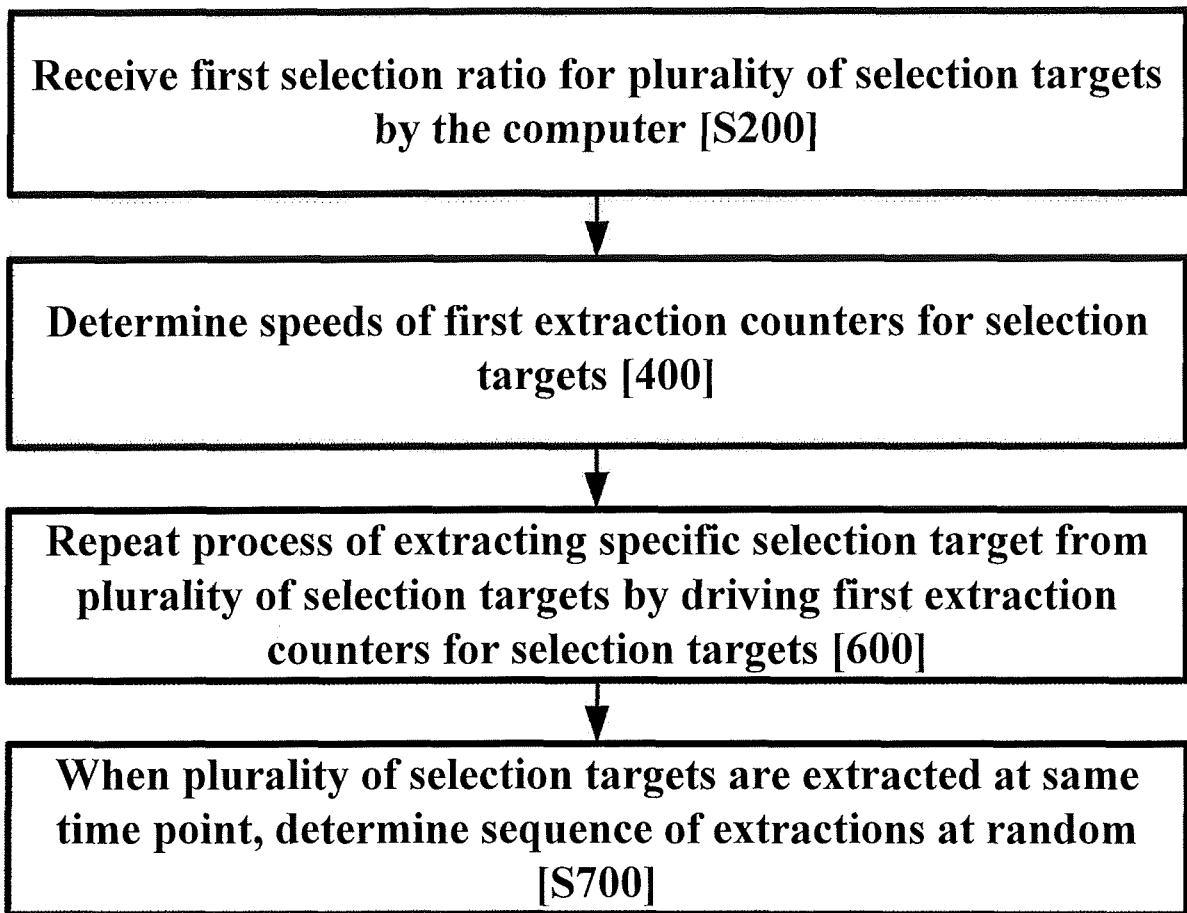 Receive first selection ratio for plurality of selection targets
by the computer [S200]
Determine speeds of first extraction counters for selection
targets [400]
Repeat process of extracting specific selection target from
plurality of selection targets by driving first extraction
counters for selection targets [600]
When plurality of selection targets are extracted at same
time point, determine sequence of extractions at random
[S700]